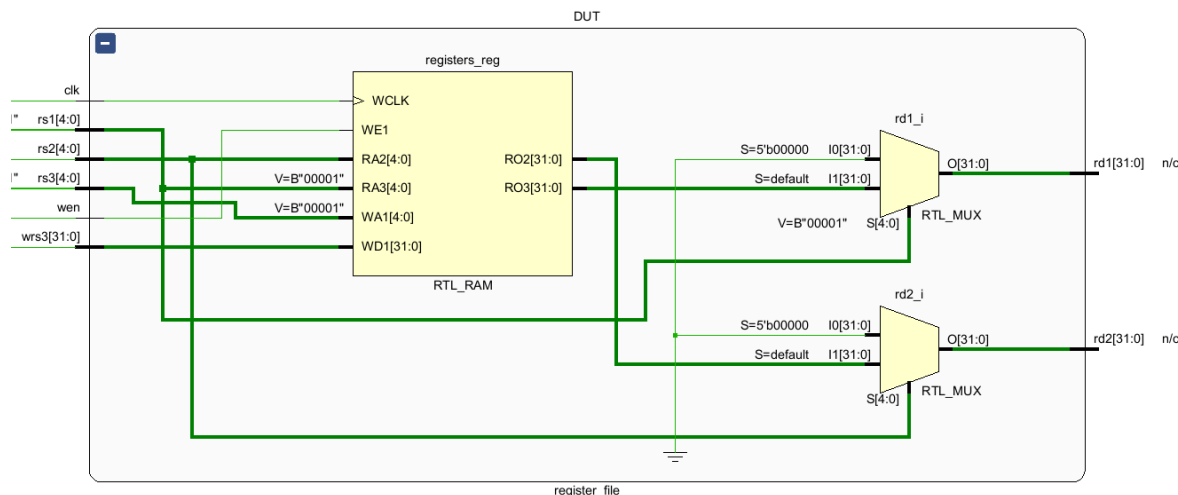 DUT
registers_reg
clk
WCLK
1" rs1[4:0]
WE1
rs2[4:0]
RA2[4:0]
RO2[31:0]
1" rs3[4:0]
V=B"00001"
RA3[4:0]
RO3[31:0]
wen
V=B"00001"
WA1[4:0]
wrs3[31:0]
WD1[31:0]
RTL_RAM
rd1_i
S=5'b00000 I0[31:0]
O[31:0]
rd1[31:0] n/c
S=default I1[31:0]
V=B"00001" S[4:0]
RTL_MUX
rd2_i
S=5'b00000 I0[31:0]
O[31:0]
rd2[31:0] n/c
S=default I1[31:0]
S[4:0]
RTL_MUX
register_file